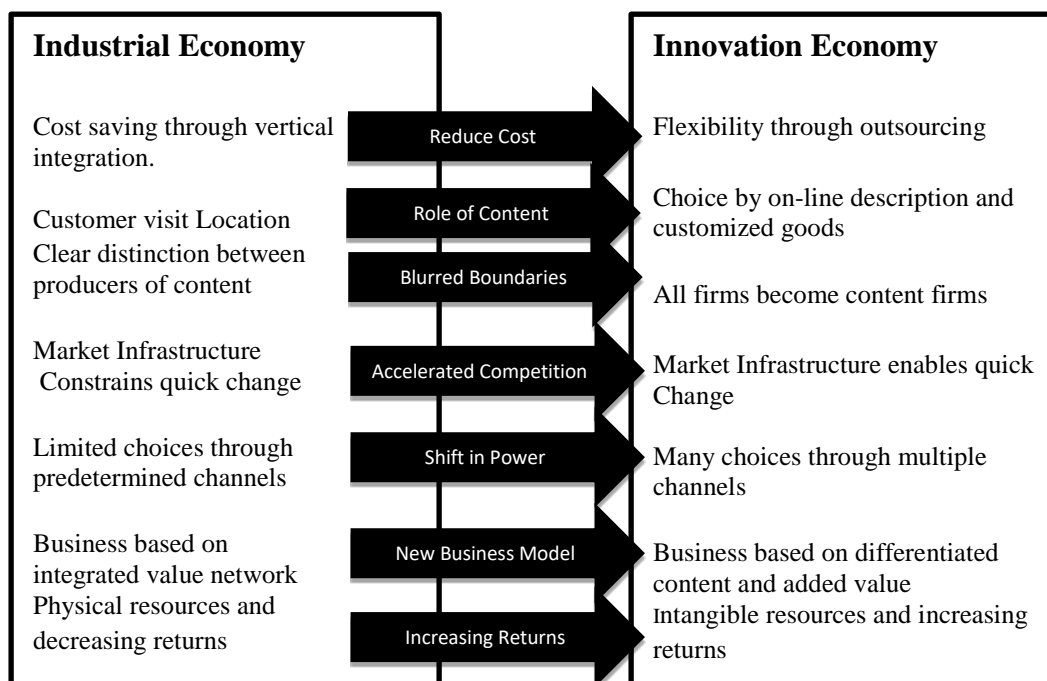 Industrial Economy
Innovation Economy
Cost saving through vertical
integration.
Reduce Cost
Flexibility through outsourcing
Customer visit Location
Role of Content
Choice by on-line description and
customized goods
Clear distinction between
producers of content
Blurred Boundaries
All firms become content firms
Market Infrastructure
Constrains quick change
Accelerated Competition
Market Infrastructure enables quick
Change
Limited choices through
predetermined channels
Shift in Power
Many choices through multiple
channels
Business based on
integrated value network
New Business Model
Business based on differentiated
content and added value
Physical resources and
decreasing returns
Increasing Returns
Intangible resources and increasing
returns